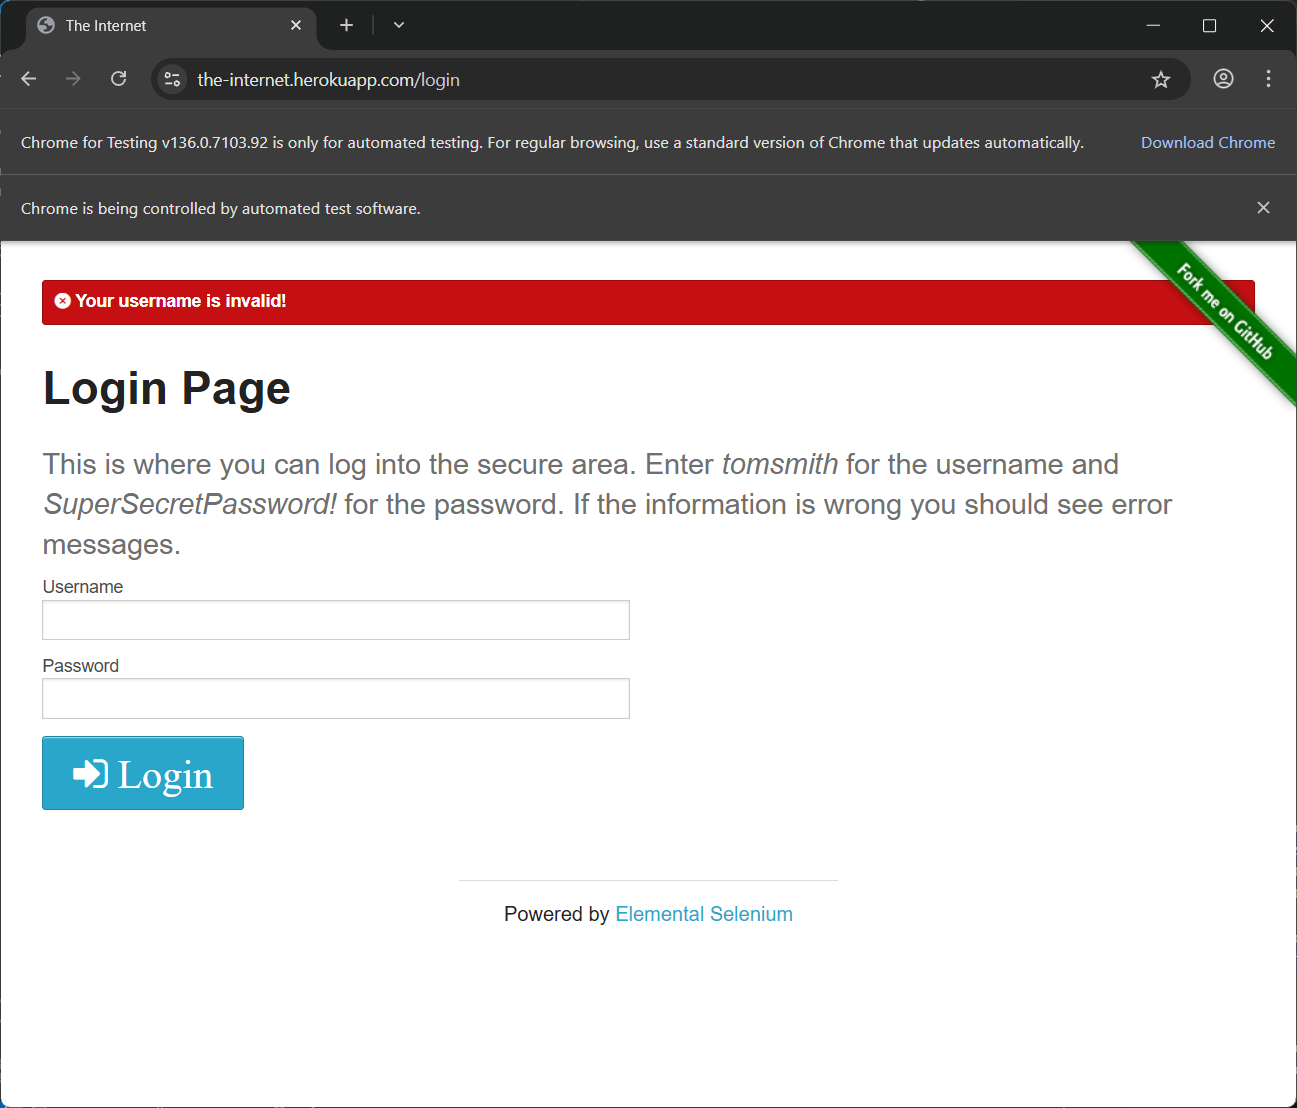 The Internet
the-internet.herokuapp.com/login
Chrome for Testing v136.0.7103.92 is only for automated testing. For regular browsing, use a standard version of Chrome that updates automatically. Download Chrome
Chrome is being controlled by automated test software.
Fork me on GitHub
Your username is invalid!
Login Page
This is where you can log into the secure area. Enter tomsmith for the username and
SuperSecretPassword! for the password. If the information is wrong you should see error
messages.
Username
Password
Login
Powered by Elemental Selenium